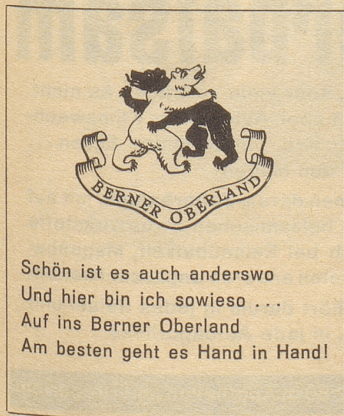 BERNER OBERLAND
Schön ist es auch anderswo
Und hier bin ich sowieso ...
Auf ins Berner Oberland
Am besten geht es Hand in Hand!